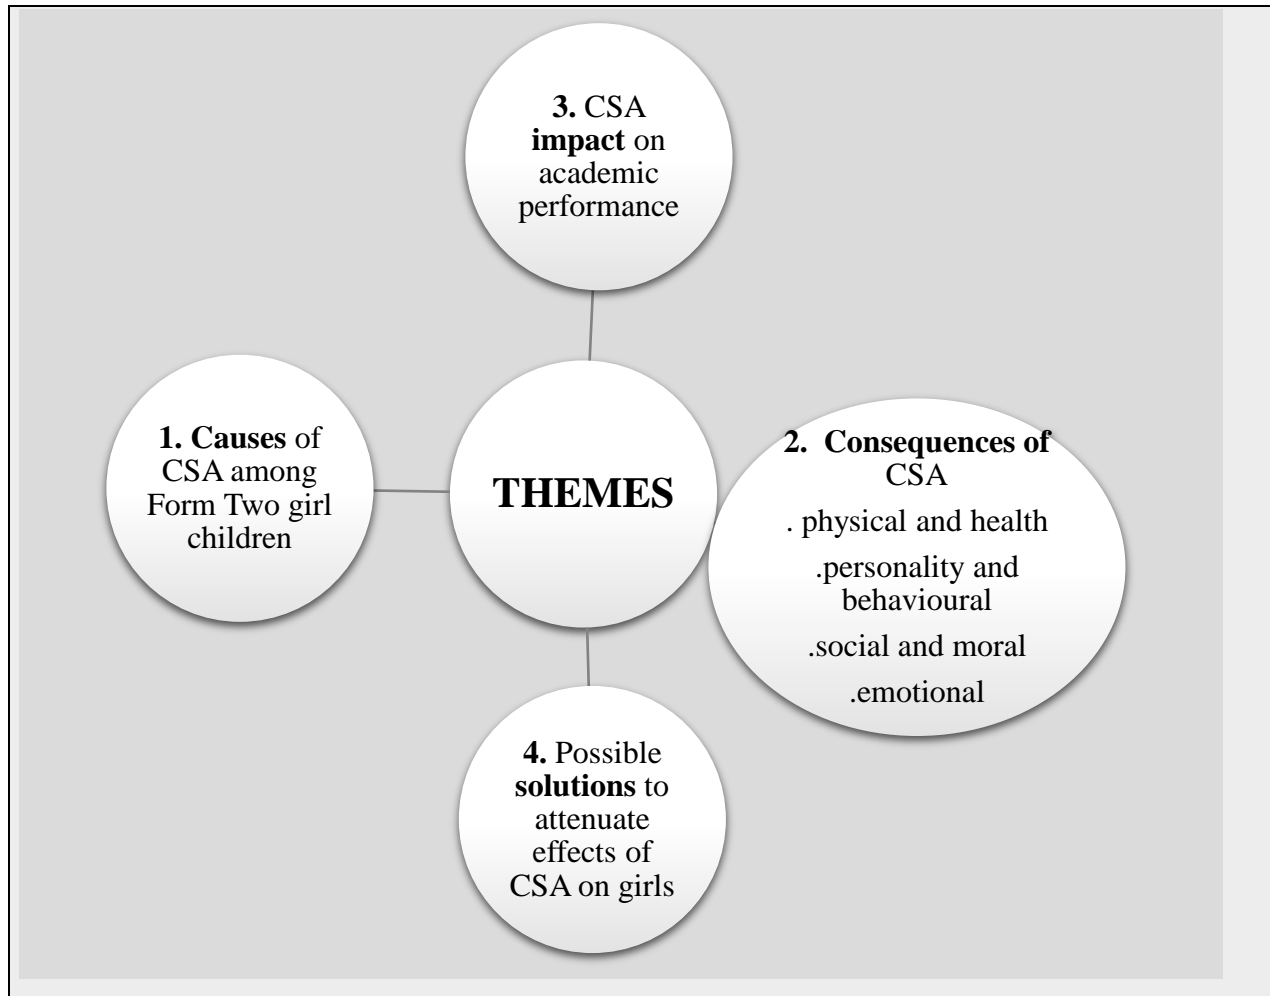 3. CSA
impact on
academic
performance
1. Causes of
CSA among
Form Two girl
children
THEMES
2. Consequences of
CSA
. physical and health
.personality and
behavioural
.social and moral
.emotional
4. Possible
solutions to
attenuate
effects of
CSA on girls